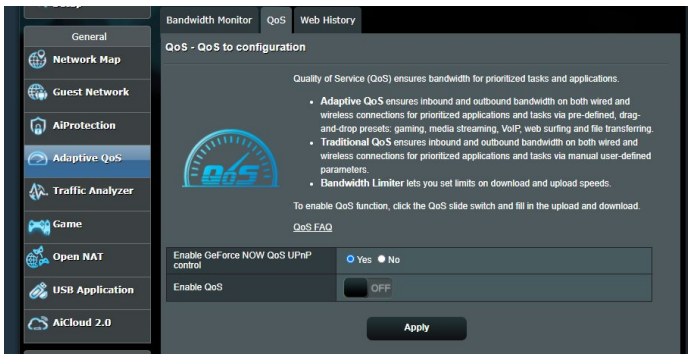 Bandwidth Monitor QoS Web History
General
QoS - QoS to configuration
Network Map
Guest Network
AiProtection
Adaptive QoS
Traffic Analyzer
Game
Open NAT
USB Application
AiCloud 2.0
QoS
Quality of Service (QoS) ensures bandwidth for prioritized tasks and applications.
• Adaptive QoS ensures inbound and outbound bandwidth on both wired and
wireless connections for prioritized applications and tasks via pre-defined, drag-
and-drop presets: gaming, media streaming, VoIP, web surfing and file transferring.
• Traditional QoS ensures inbound and outbound bandwidth on both wired and
wireless connections for prioritized applications and tasks via manual user-defined
parameters.
• Bandwidth Limiter lets you set limits on download and upload speeds.
To enable QoS function, click the QoS slide switch and fill in the upload and download.
QoS FAQ
Enable GeForce NOW QoS UPnP
control
Yes No
Enable QoS
OFF
Apply